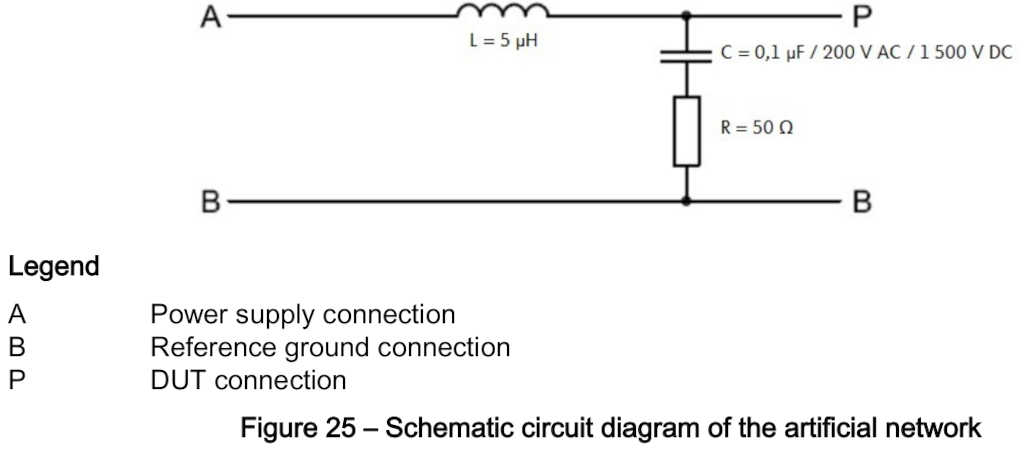 A
P
L = 5 µH
C = 0,1 µF / 200 V AC / 1 500 V DC
R = 50 Ω
B
B
Legend
A Power supply connection
B Reference ground connection
P DUT connection
Figure 25 – Schematic circuit diagram of the artificial network